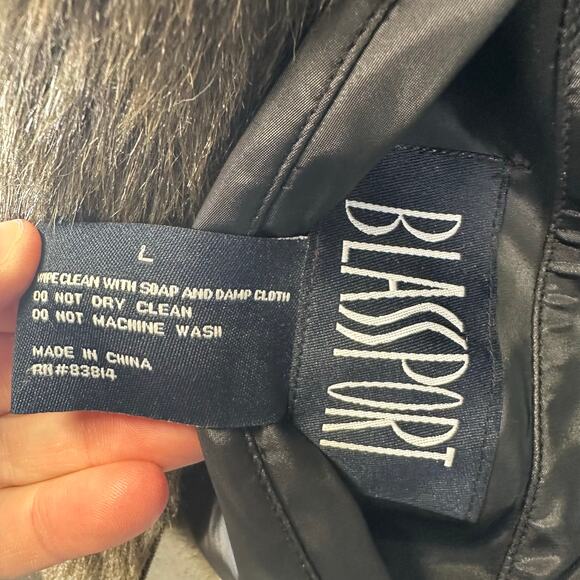 L
WIPE CLEAN WITH SOAP AND DAMP CLOTH
DO NOT DRY CLEAN
DO NOT MACHINE WASH
MADE IN CHINA
RN#83814
BLASSPORT